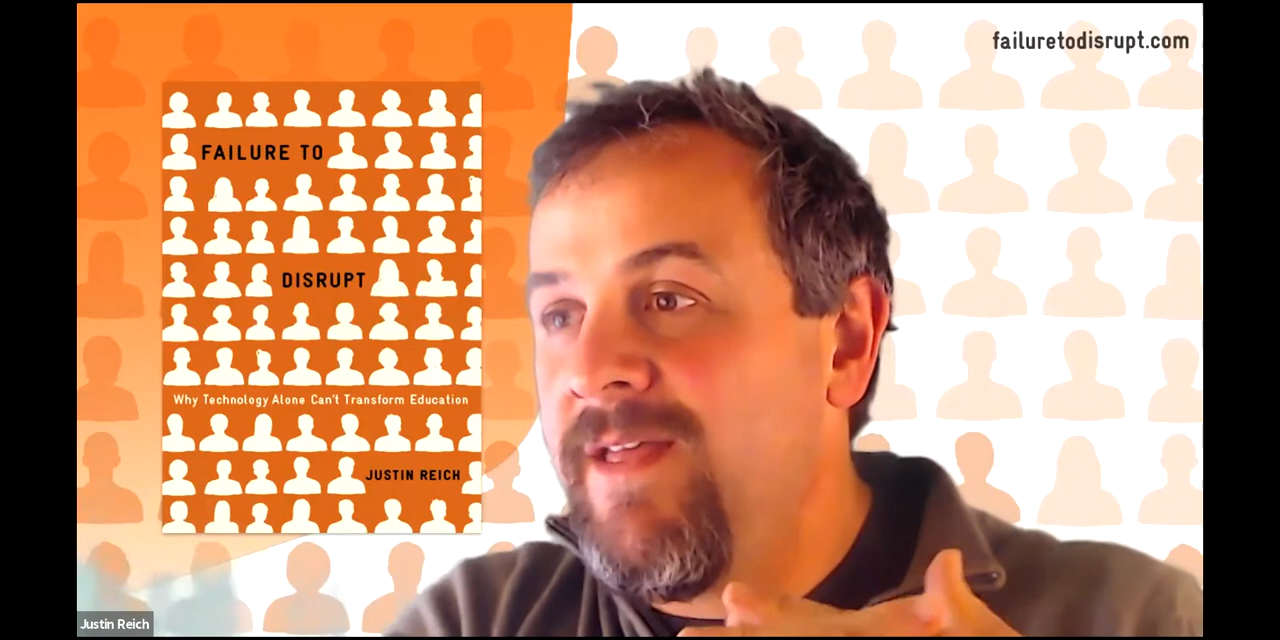 failuretodisrupt.com
FAILURE TO
DISRUPT
Why Technology Alone Can't Transform Education
JUSTIN REICH
Justin Reich